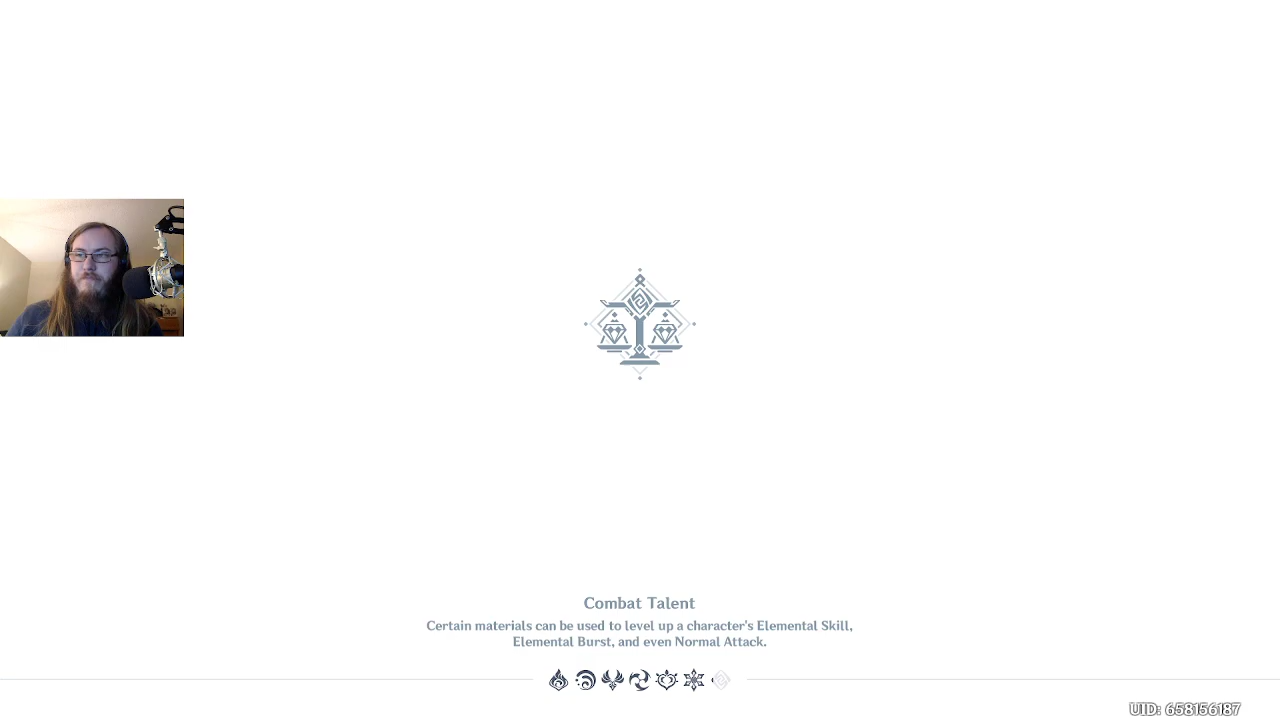 Combat Talent
Certain materials can be used to level up a character's Elemental Skill,
Elemental Burst, and even Normal Attack.
UID: 658156187